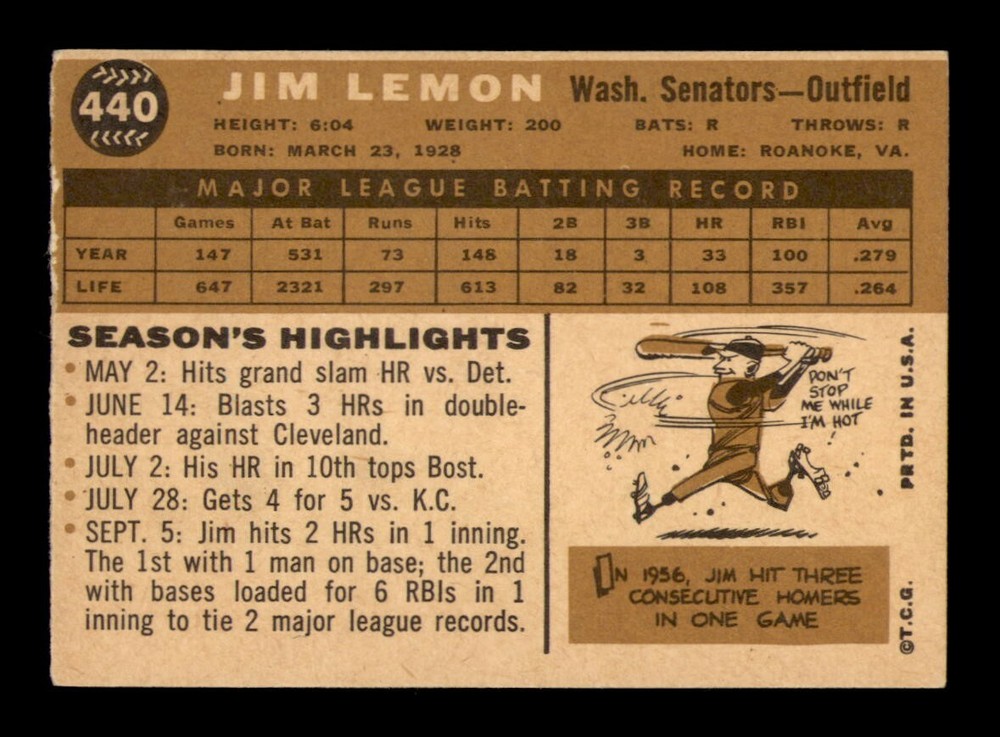 440
JIM LEMON Wash. Senators—Outfield
HEIGHT: 6:04 WEIGHT: 200 BATS: R THROWS: R
BORN: MARCH 23, 1928 HOME: ROANOKE, VA.
MAJOR LEAGUE BATTING RECORD
Games At Bat Runs Hits 2B 3B HR RBI Avg
YEAR 147 531 73 148 18 3 33 100 .279
LIFE 647 2321 297 613 82 32 108 357 .264
SEASON'S HIGHLIGHTS
• MAY 2: Hits grand slam HR vs. Det.
• JUNE 14: Blasts 3 HRs in double-
header against Cleveland.
• JULY 2: His HR in 10th tops Bost.
• JULY 28: Gets 4 for 5 vs. K.C.
• SEPT. 5: Jim hits 2 HRs in 1 inning.
The 1st with 1 man on base; the 2nd
with bases loaded for 6 RBIs in 1
inning to tie 2 major league records.
DON'T
STOP
ME WHILE
I'M HOT
!
IN 1956, JIM HIT THREE
CONSECUTIVE HOMERS
IN ONE GAME
PRTD. IN U.S.A.
©T.C.G.